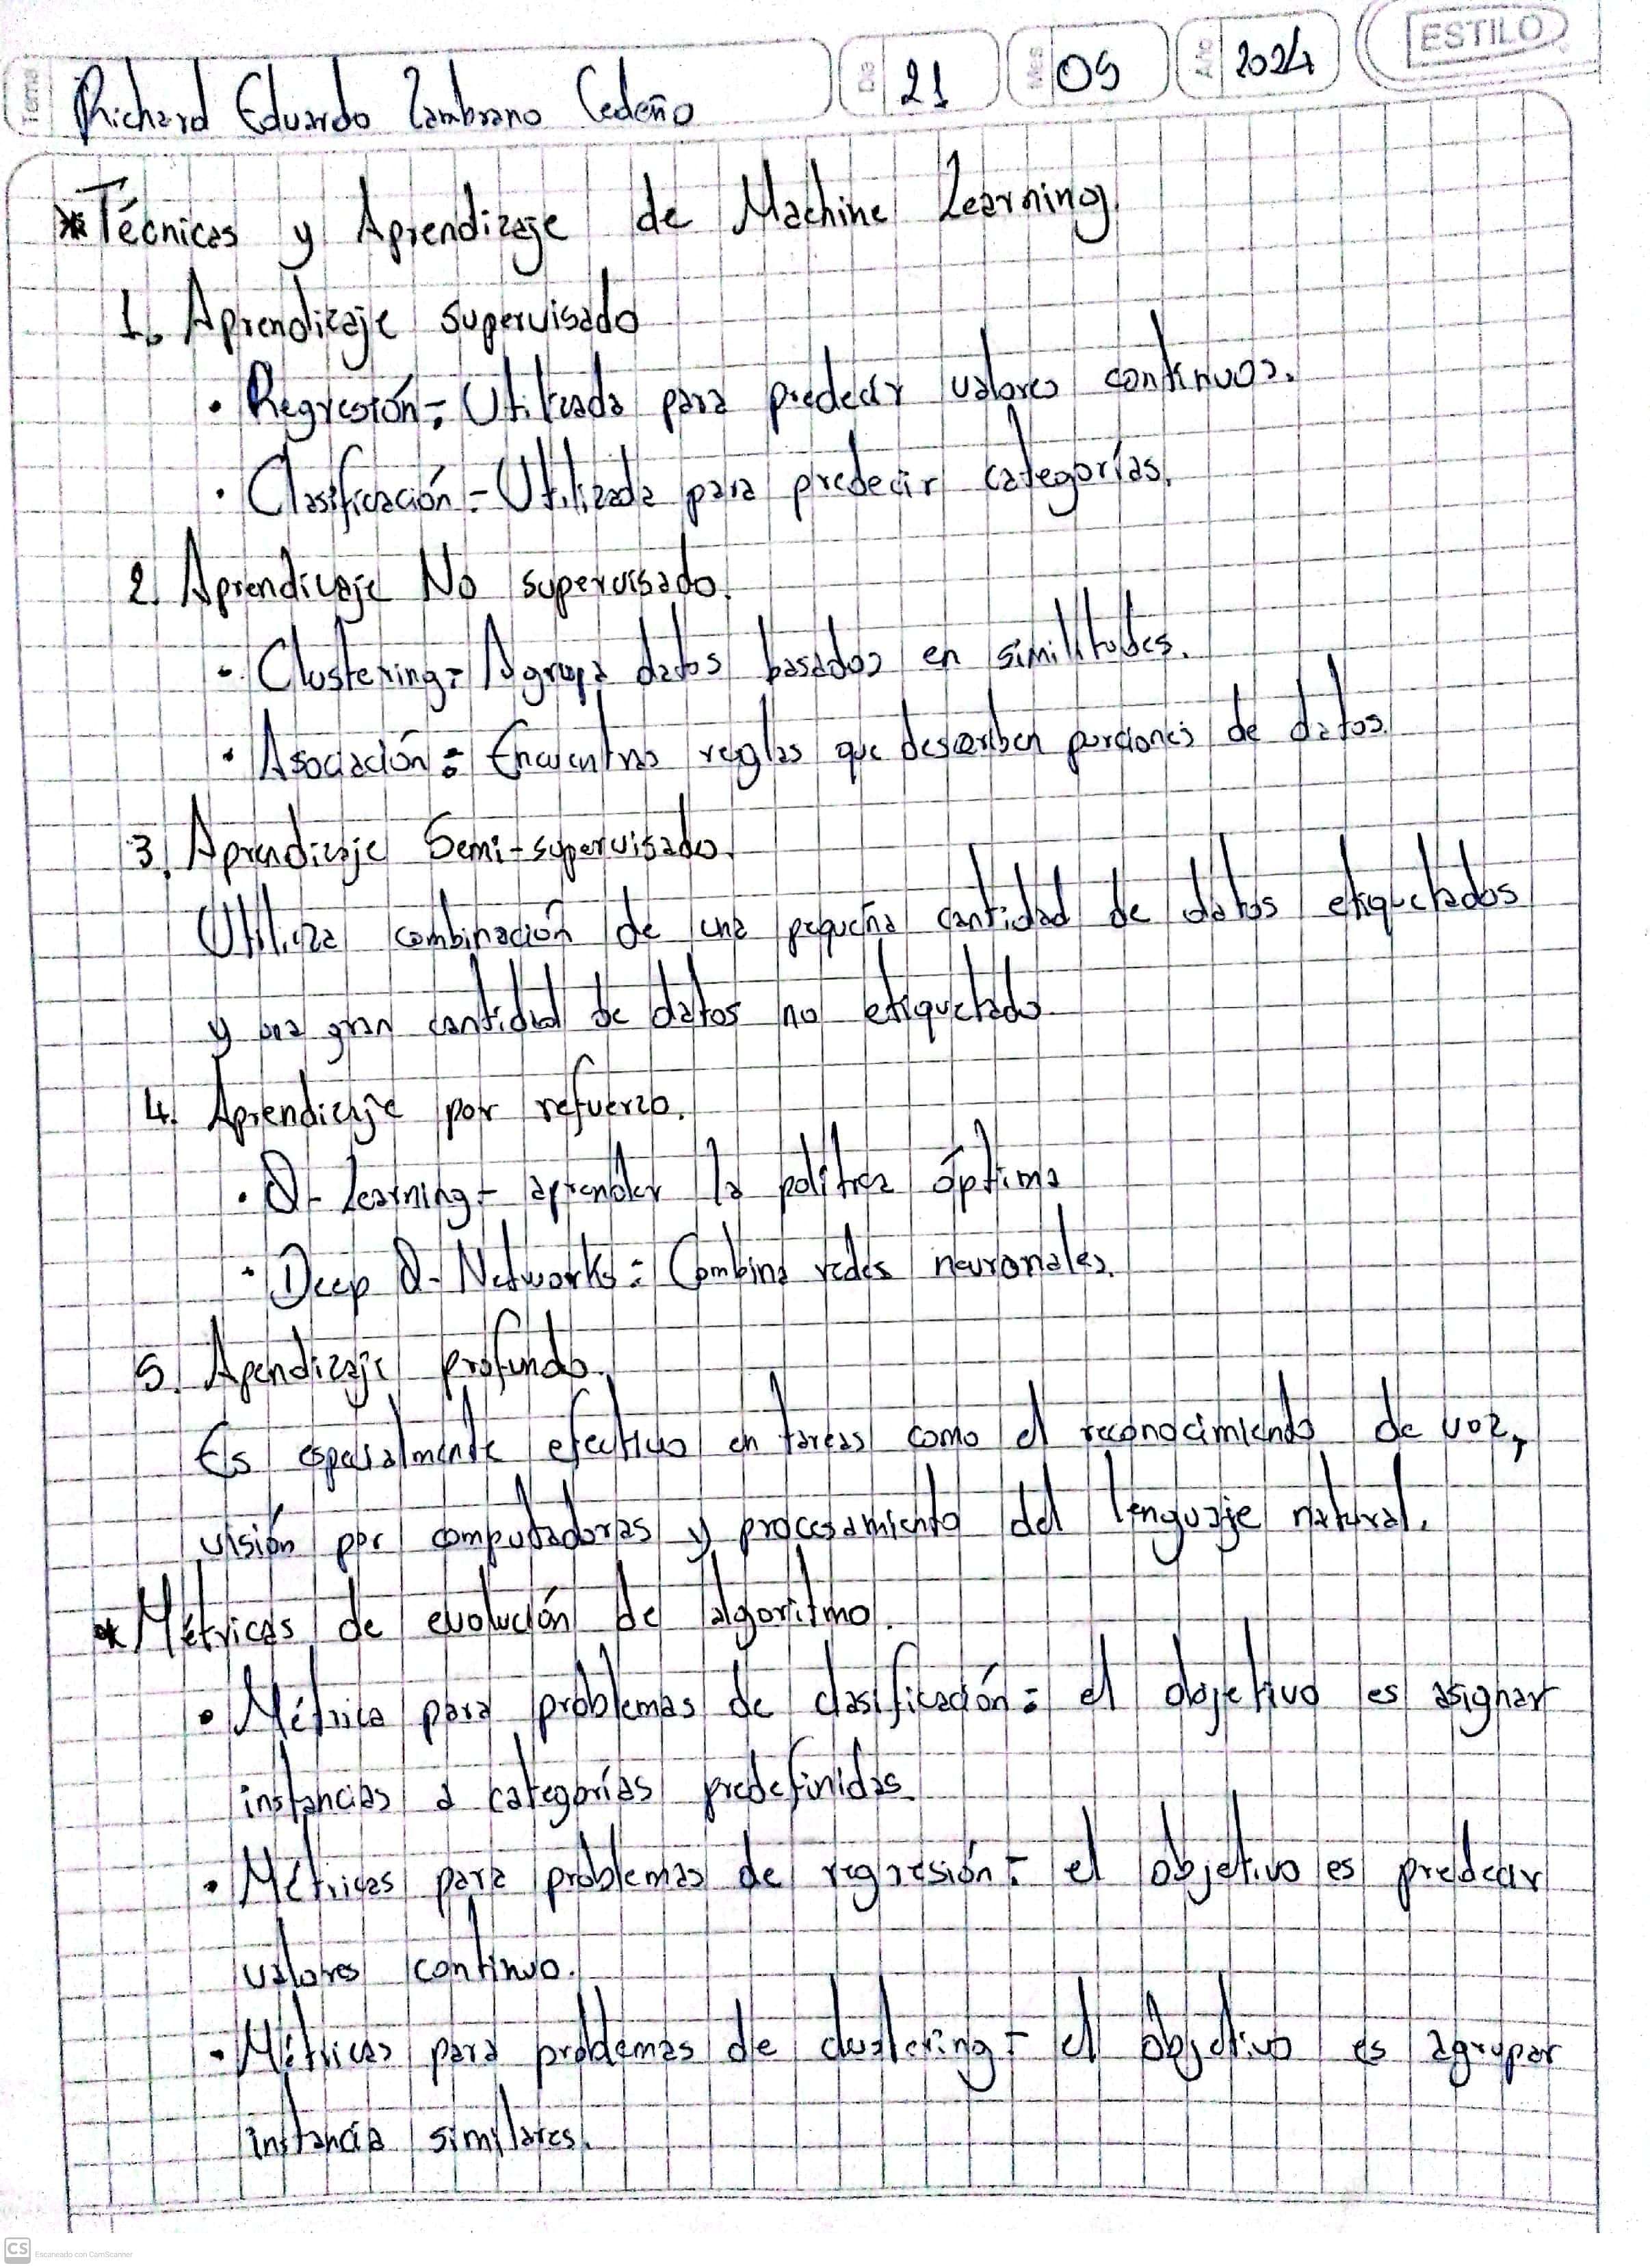 ESTILO
Tema Richard Eduardo Zambrano Cedeño Día 21 Mes 05 Año 2024
* Técnicas y Aprendizaje de Machine Learning.
1. Aprendizaje supervisado
• Regresión: Utilizada para predecir valores continuos.
• Clasificación - Utilizada para predecir categorías.
2. Aprendizaje No supervisado.
• Clustering: Agrupa datos basados en similitudes.
• Asociación: Encuentra reglas que describen porciones de datos.
3. Aprendizaje Semi-supervisado.
Utiliza combinación de una pequeña cantidad de datos etiquetados
y una gran cantidad de datos no etiquetado
4. Aprendizaje por refuerzo.
• Q-Learning - aprender la política óptima
• Deep Q-Networks: Combina redes neuronales.
5. Apendizaje profundo.
Es especialmente efectivo en tareas como el reconocimiento de voz,
visión por computadoras y procesamiento del lenguaje natural.
* Métricas de evolución de algoritmo.
• Métrica para problemas de clasificación: el objetivo es asignar
instancias a categorías predefinidas
• Métricas para problemas de regresión: el objetivo es predecir
valores continuo.
• Métricas para problemas de clustering - el objetivo es agrupar
instancia similares.
CS Escaneado con CamScanner